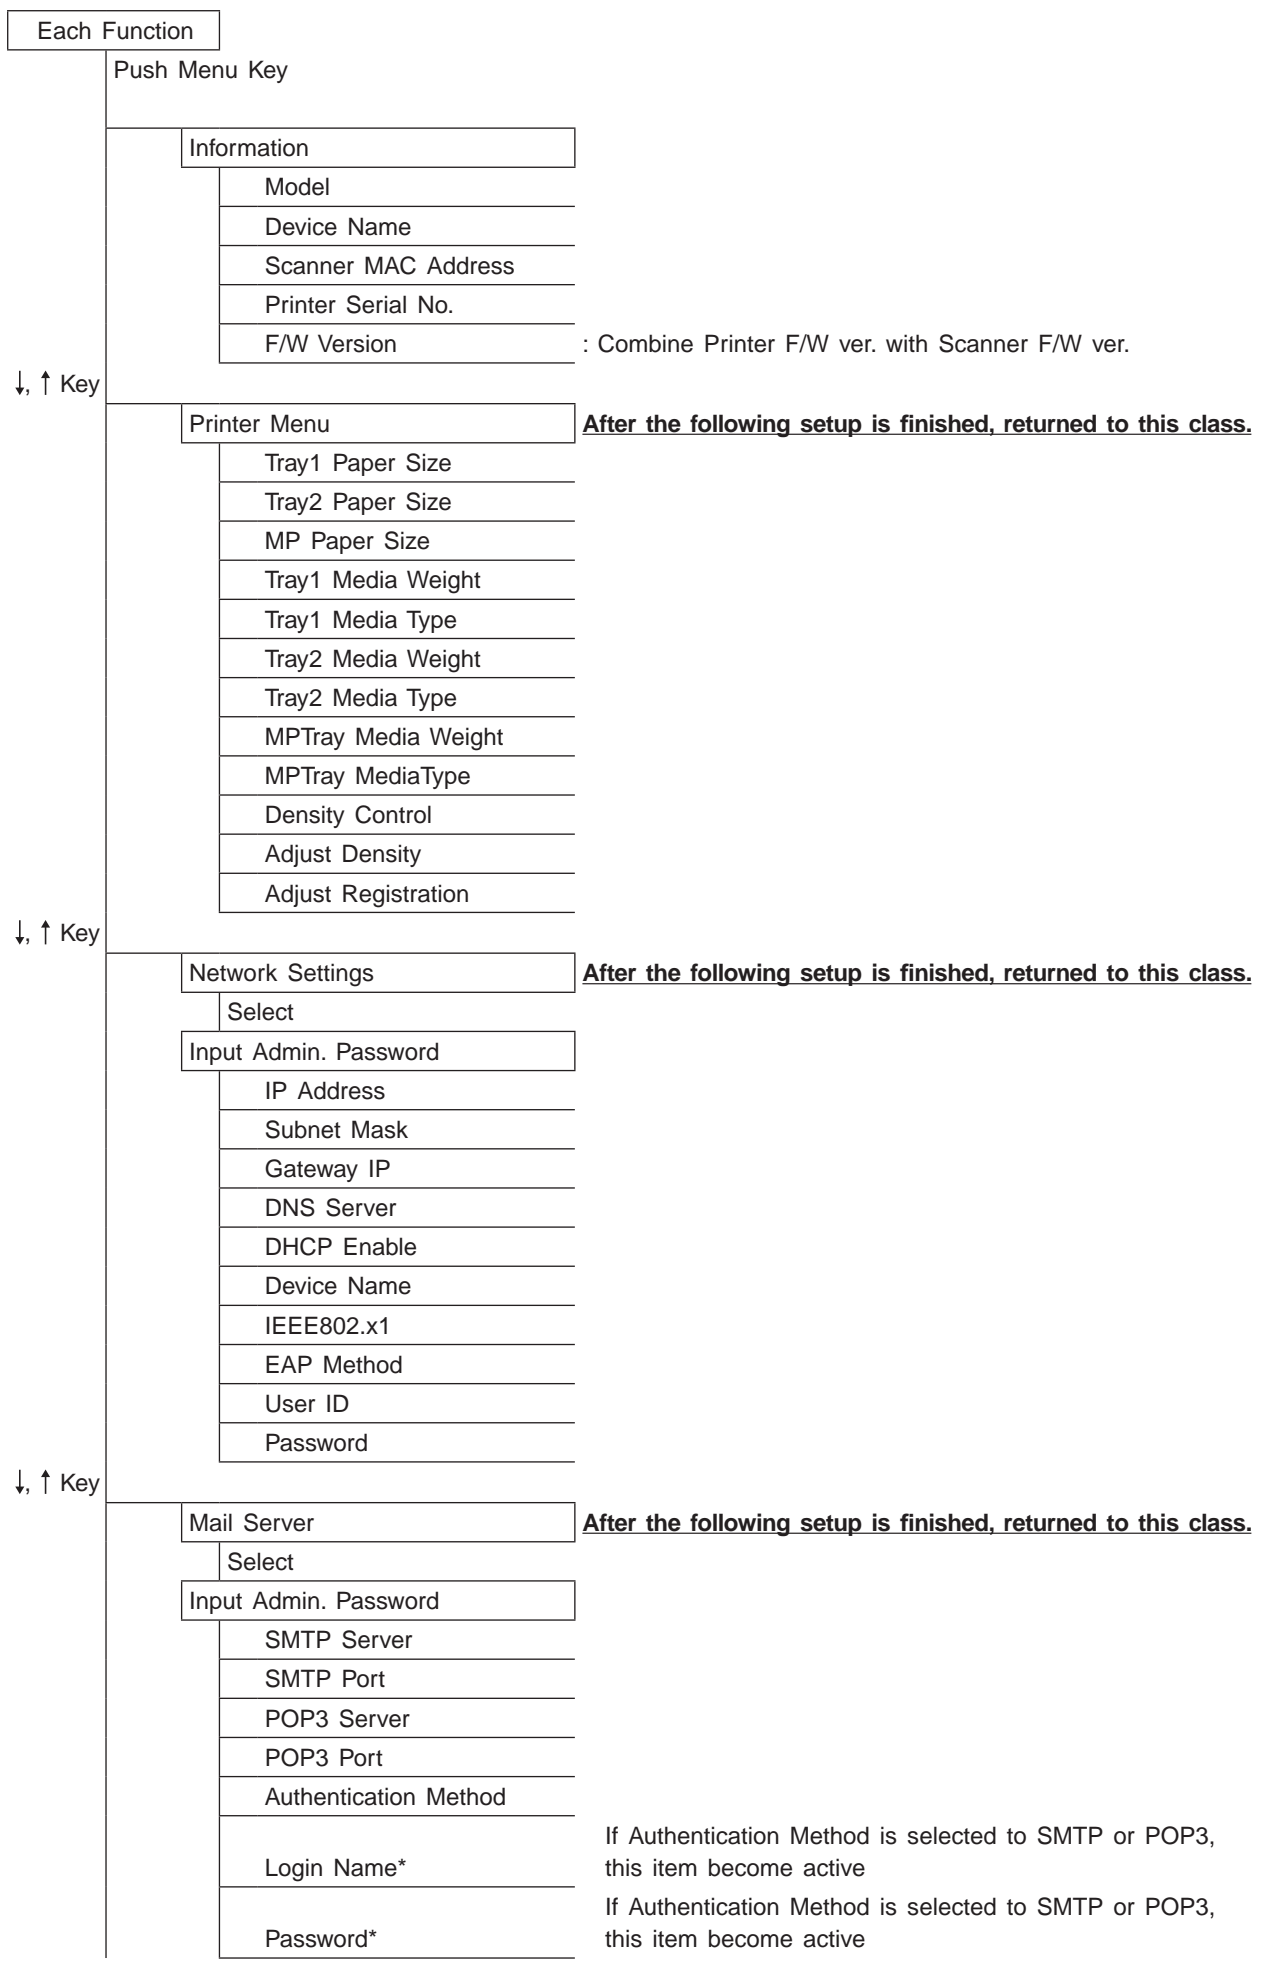 Each Function
Push Menu Key
Information
Model
Device Name
Scanner MAC Address
Printer Serial No.
F/W Version : Combine Printer F/W ver. with Scanner F/W ver.
↓, ↑ Key
Printer Menu After the following setup is finished, returned to this class.
Tray1 Paper Size
Tray2 Paper Size
MP Paper Size
Tray1 Media Weight
Tray1 Media Type
Tray2 Media Weight
Tray2 Media Type
MPTray Media Weight
MPTray MediaType
Density Control
Adjust Density
Adjust Registration
↓, ↑ Key
Network Settings After the following setup is finished, returned to this class.
Select
Input Admin. Password
IP Address
Subnet Mask
Gateway IP
DNS Server
DHCP Enable
Device Name
IEEE802.x1
EAP Method
User ID
Password
↓, ↑ Key
Mail Server After the following setup is finished, returned to this class.
Select
Input Admin. Password
SMTP Server
SMTP Port
POP3 Server
POP3 Port
Authentication Method
If Authentication Method is selected to SMTP or POP3,
Login Name* this item become active
If Authentication Method is selected to SMTP or POP3,
Password* this item become active